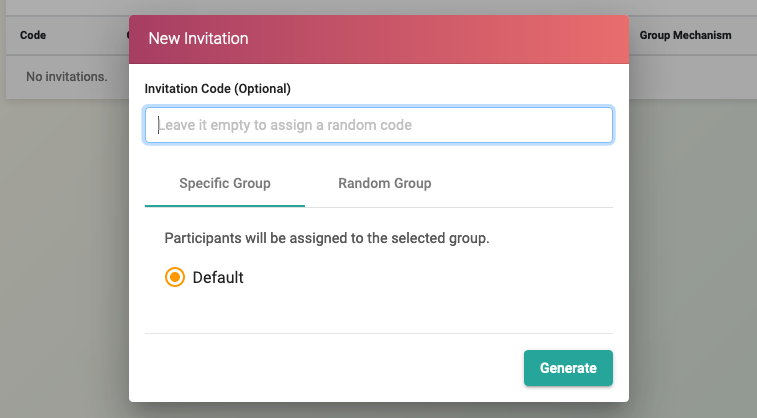 New Invitation
Code
Group Mechanism
No invitations.
Invitation Code (Optional)
Leave it empty to assign a random code
Specific Group
Random Group
Participants will be assigned to the selected group.
Default
Generate